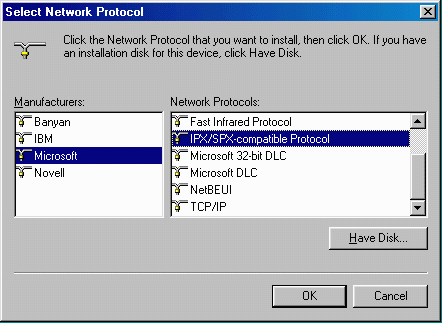 Select Network Protocol
Click the Network Protocol that you want to install, then click OK. If you have
an installation disk for this device, click Have Disk.
Manufacturers:
Banyan
IBM
Microsoft
Novell
Network Protocols:
Fast Infrared Protocol
IPX/SPX-compatible Protocol
Microsoft 32-bit DLC
Microsoft DLC
NetBEUI
TCP/IP
Have Disk...
OK
Cancel